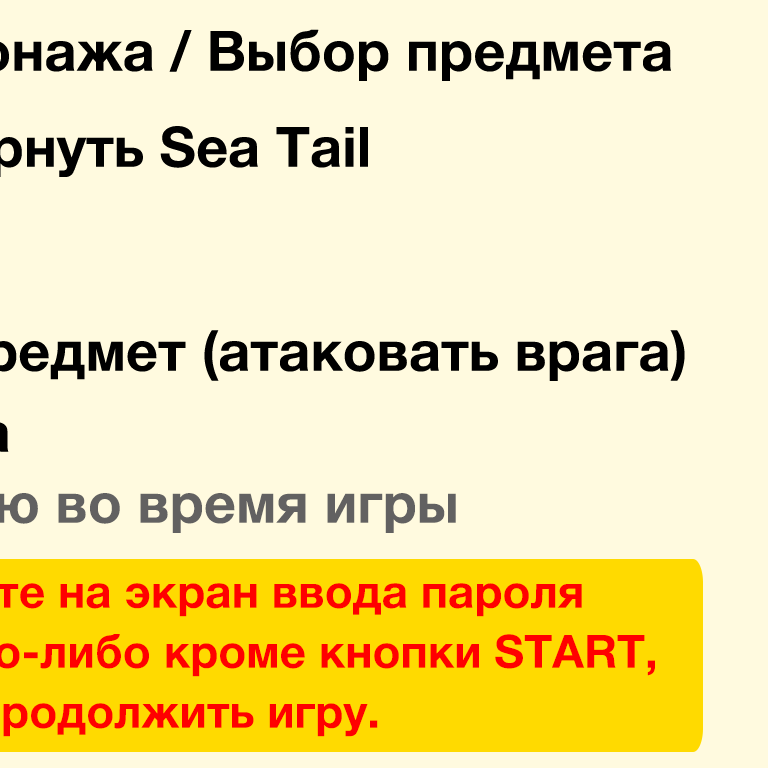 онажа / Выбор предмета
рнуть Sea Tail
редмет (атаковать врага)
а
ю во время игры
те на экран ввода пароля
о-либо кроме кнопки START,
родолжить игру.